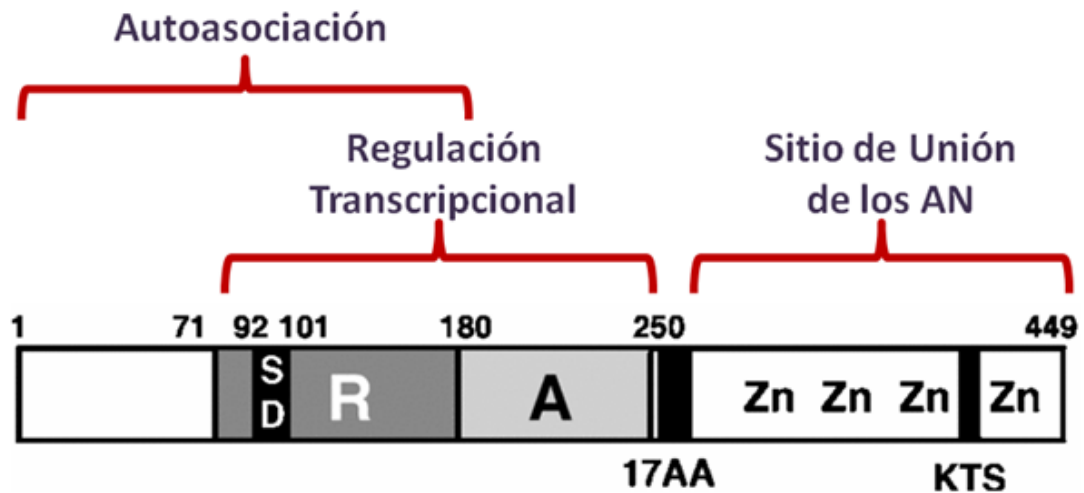 Autoasociación
Regulación
Transcripcional
Sitio de Unión
de los AN
1 71 92 101 180 250 449
S
D
R A Zn Zn Zn Zn
17AA KTS